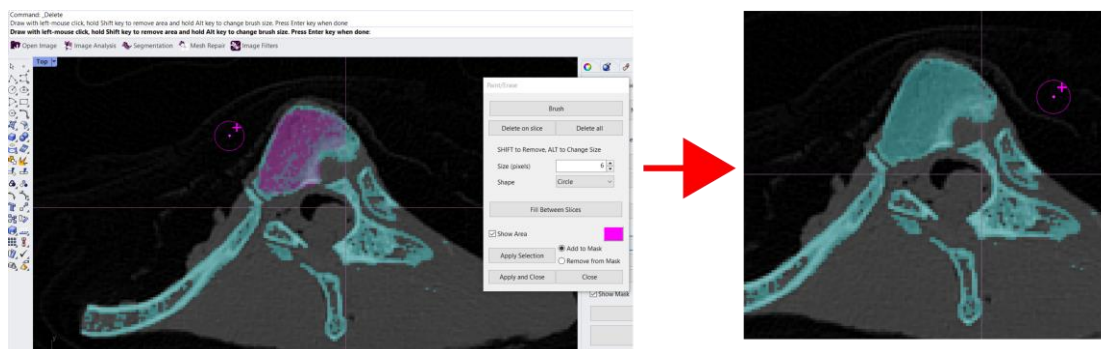 Command: _Delete
Draw with left-mouse click, hold Shift key to remove area and hold Alt key to change brush size. Press Enter key when done
Draw with left-mouse click, hold Shift key to remove area and hold Alt key to change brush size. Press Enter key when done:
Open Image Image Analysis Segmentation Mesh Repair Image Filters
Top
Paint/Eraser
Brush
Delete on slice Delete all
SHIFT to Remove, ALT to Change Size
Size (pixels) 6
Shape Circle
Fill Between Slices
Show Area
Add to Mask
Apply Selection
Remove from Mask
Apply and Close Close
Show Mask